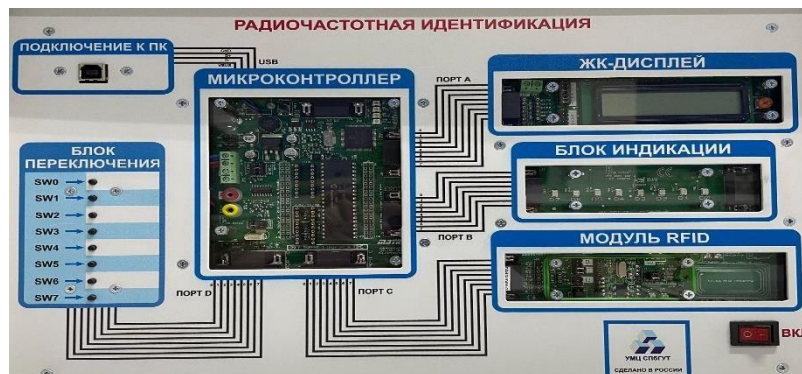 РАДИОЧАСТОТНАЯ ИДЕНТИФИКАЦИЯ
ПОДКЛЮЧЕНИЕ К ПК
USB
МИКРОКОНТРОЛЛЕР
ПОРТ А
ЖК-ДИСПЛЕЙ
БЛОК
ПЕРЕКЛЮЧЕНИЯ
SW0
SW1
SW2
SW3
SW4
SW5
SW6
SW7
БЛОК ИНДИКАЦИИ
ПОРТ В
МОДУЛЬ RFID
ПОРТ D
ПОРТ С
ВКЛ
УМЦ СПбГУТ
СДЕЛАНО В РОССИИ